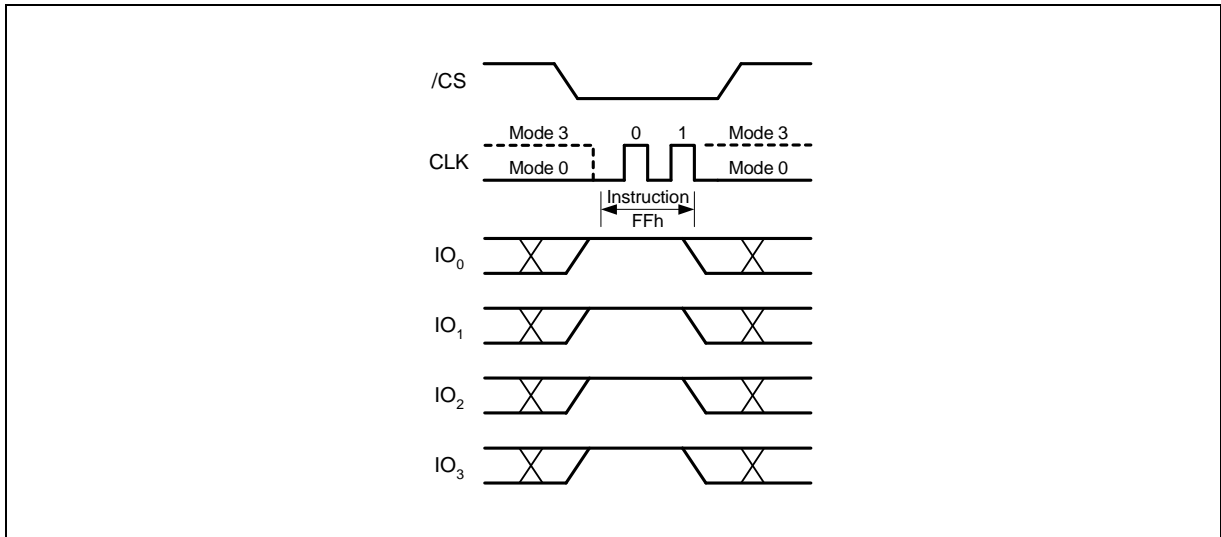 /CS
Mode 3 0 1 Mode 3
CLK
Mode 0 Mode 0
Instruction
FFh
IO0
IO1
IO2
IO3